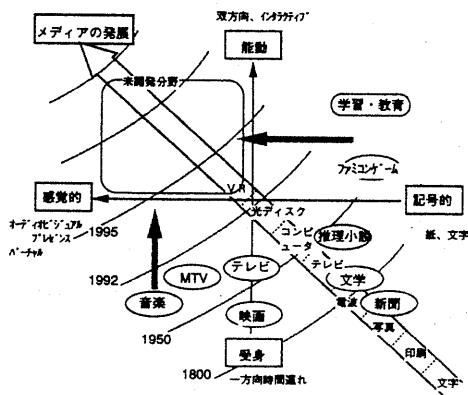 双方向、インタラクティブ
メディアの発展
能動
未開発分野
学習・教育
ファミコンゲーム
VR
感覚的
記号的
光ディスク
オーディオビジュアル
プレゼンス
バーチャル
1995
コンピ
ュータ
推理小説
紙、文字
1992
MTV
テレビ
テレビ
文学
音楽
電波
新聞
映画
写真
1950
受身
印刷
1800
一方向時間遅れ
文字